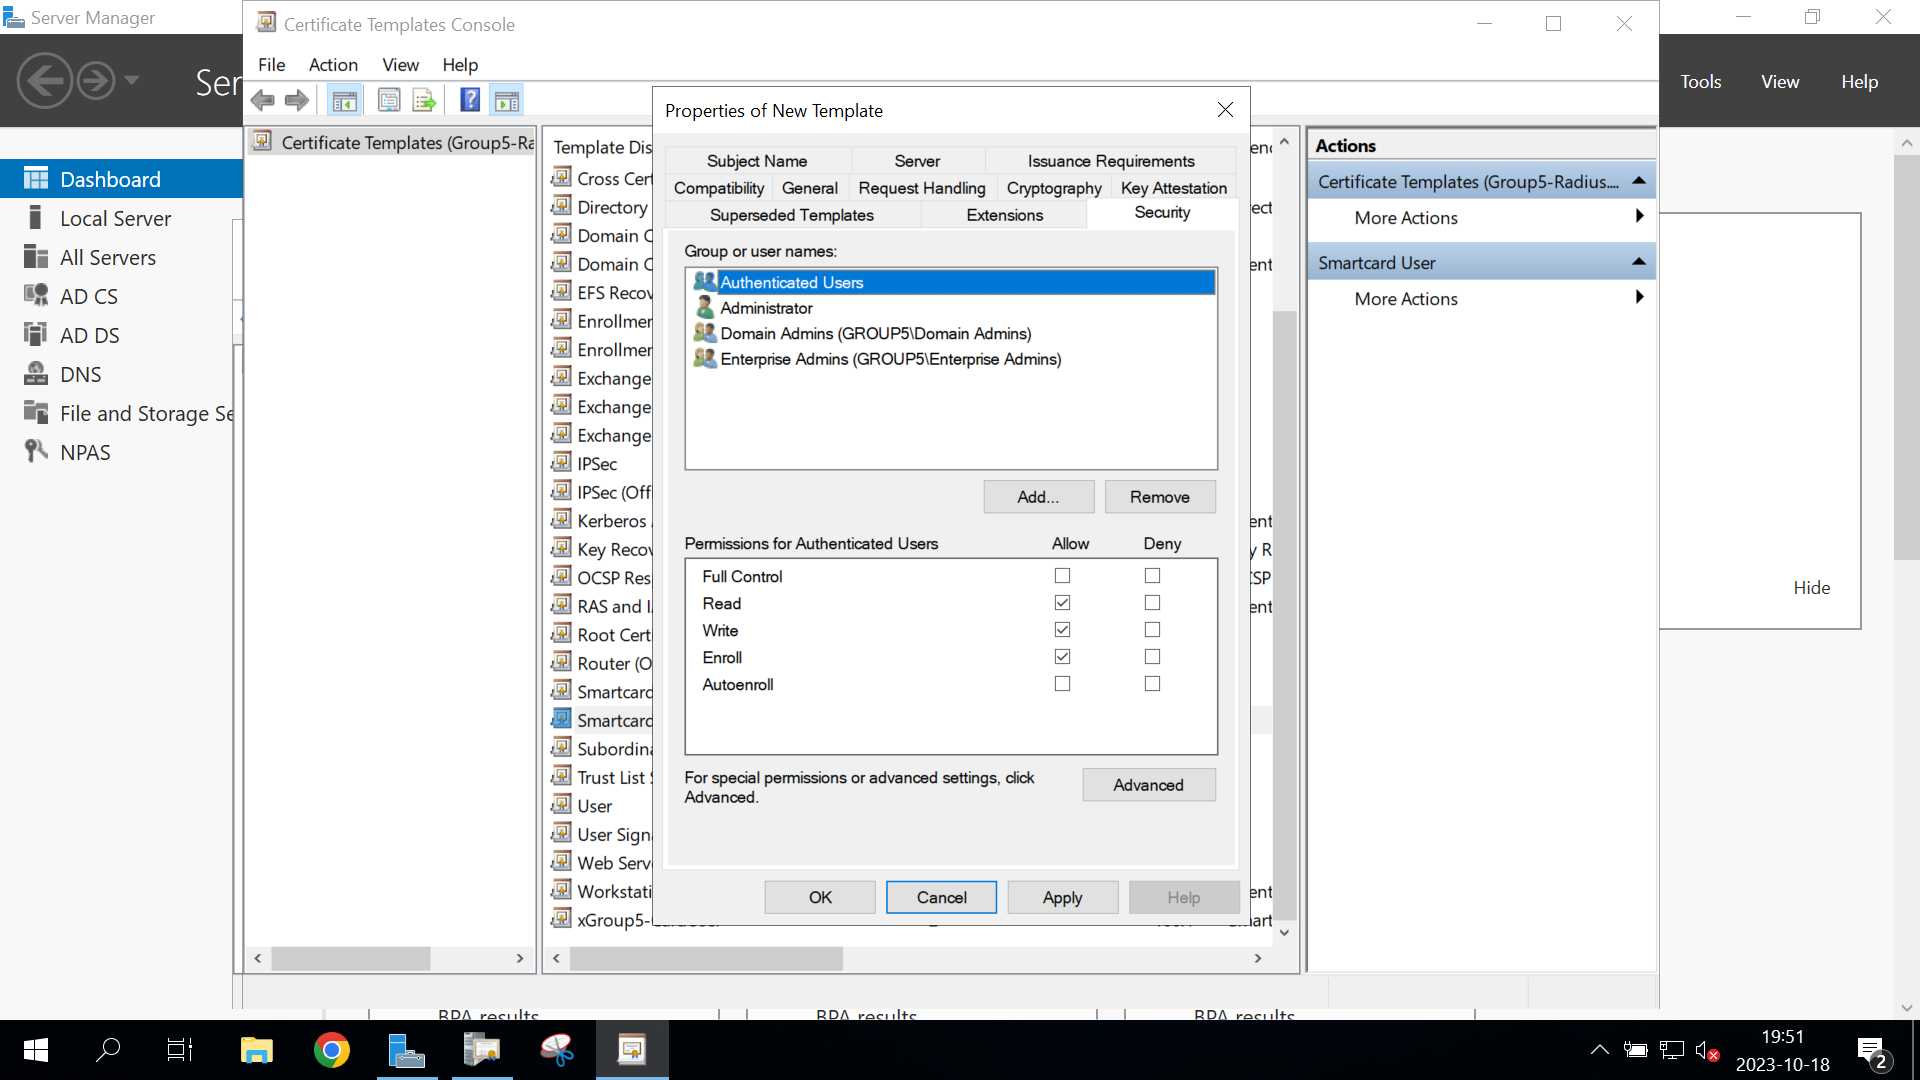 Server Manager
Certificate Templates Console
File Action View Help
Tools View Help
Dashboard
Local Server
All Servers
AD CS
AD DS
DNS
File and Storage Se
NPAS
Certificate Templates (Group5-Ra
Template Dis
Cross Cert
Directory
Domain C
Domain C
EFS Recov
Enrollmer
Enrollmer
Exchange
Exchange
Exchange
IPSec
IPSec (Off
Kerberos
Key Recov
OCSP Res
RAS and I
Root Cert
Router (O
Smartcard
Smartcard
Subordina
Trust List
User
User Sign
Web Serv
Workstati
xGroup5-
Properties of New Template
Subject Name Server Issuance Requirements
Compatibility General Request Handling Cryptography Key Attestation
Superseded Templates Extensions Security
Group or user names:
Authenticated Users
Administrator
Domain Admins (GROUP5\Domain Admins)
Enterprise Admins (GROUP5\Enterprise Admins)
Add... Remove
Permissions for Authenticated Users Allow Deny
Full Control
Read
Write
Enroll
Autoenroll
For special permissions or advanced settings, click
Advanced.
Advanced
OK Cancel Apply Help
Actions
Certificate Templates (Group5-Radius....
More Actions
Smartcard User
More Actions
Hide
BPA results BPA results BPA results
19:51
2023-10-18
2